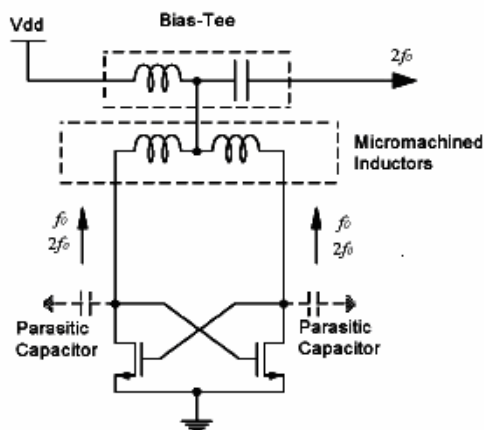 Bias-Tee
Vdd
2f₀
Micromachined
Inductors
f₀
2f₀
f₀
2f₀
Parasitic
Capacitor
Parasitic
Capacitor